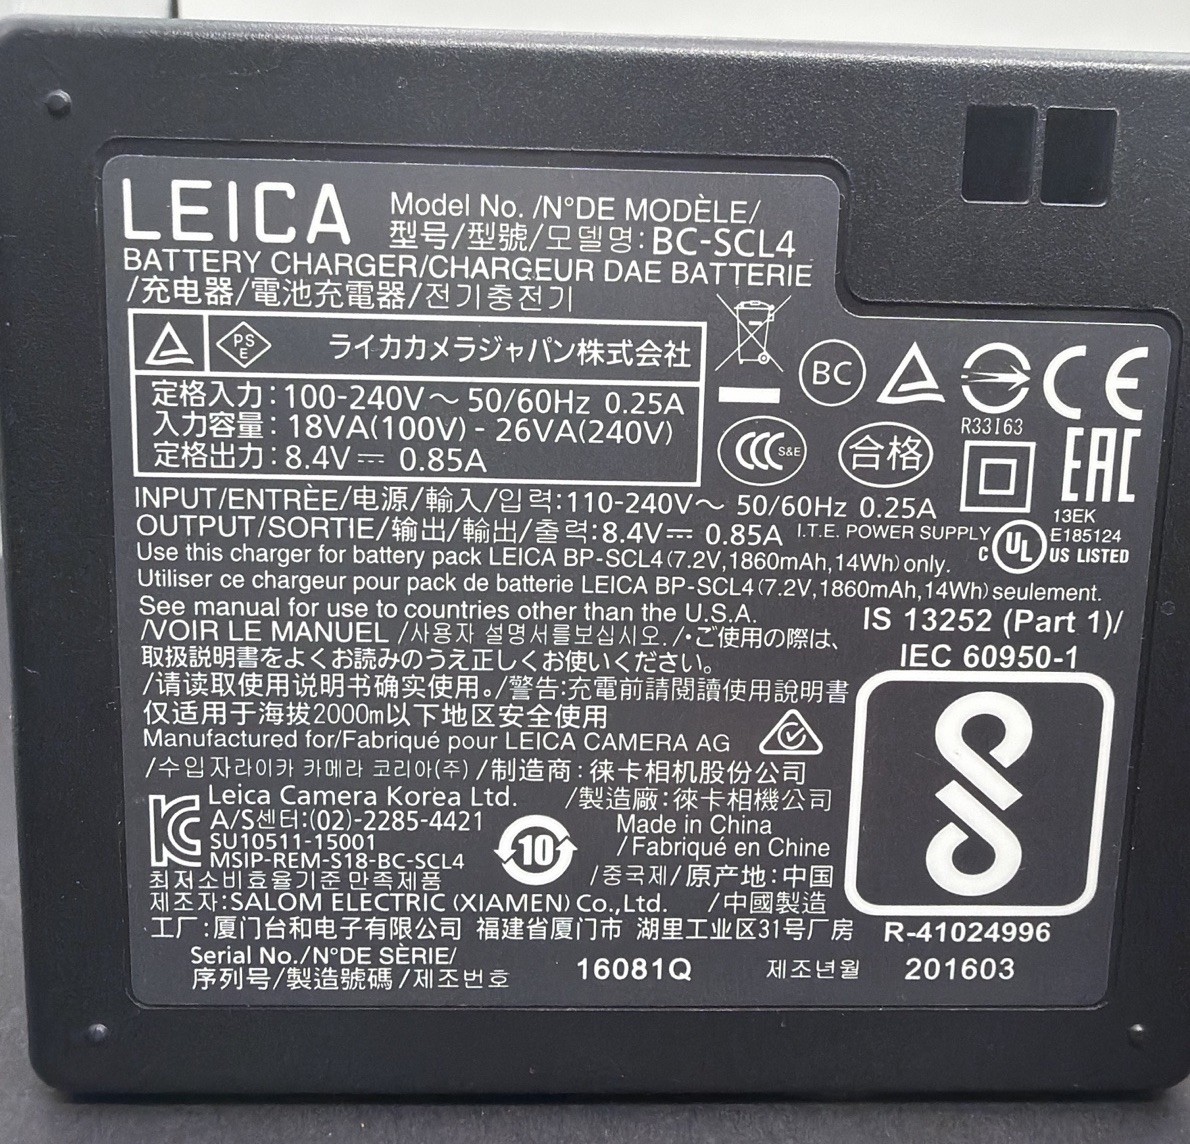 LEICA
Model No. /N°DE MODÈLE/
型号/型號/모델명: BC-SCL4
BATTERY CHARGER/CHARGEUR DAE BATTERIE
/充电器/電池充電器/전기충전기
PS
E
ライカカメラジャパン株式会社
定格入力:100-240V～ 50/60Hz 0.25A
入力容量: 18VA(100V) - 26VA(240V)
定格出力:8.4V⎓ 0.85A
BC
R33I63
CE
CCC S&E
合格
EAC
INPUT/ENTRÈE/电源/輸入/입력:110-240V～ 50/60Hz 0.25A
OUTPUT/SORTIE/输出/輸出/출력:8.4V⎓ 0.85A
I.T.E. POWER SUPPLY
13EK
E185124
C UL US LISTED
Use this charger for battery pack LEICA BP-SCL4(7.2V,1860mAh,14Wh) only.
Utiliser ce chargeur pour pack de batterie LEICA BP-SCL4(7.2V,1860mAh,14Wh) seulement.
See manual for use to countries other than the U.S.A.
/VOIR LE MANUEL /사용자 설명서를보십시오./・ご使用の際は、
取扱説明書をよくお読みのうえ正しくお使いください。
/请读取使用说明书确实使用。/警告:充電前請閱讀使用說明書
仅适用于海拔2000m以下地区安全使用
Manufactured for/Fabriqué pour LEICA CAMERA AG
/수입자라이카 카메라 코리아(주) /制造商:徕卡相机股份公司
Leica Camera Korea Ltd. /製造廠:徠卡相機公司
A/S센터:(02)-2285-4421
SU10511-15001
MSIP-REM-S18-BC-SCL4
KC
10
Made in China
/Fabriqué en Chine
최저소비효율기준만족제품
/중국제/原产地:中国
제조자:SALOM ELECTRIC (XIAMEN) Co.,Ltd. /中國製造
工厂:厦门台和电子有限公司 福建省厦门市 湖里工业区31号厂房
Serial No./N°DE SÈRIE/
序列号/製造號碼/제조번호 16081Q 제조년월 201603
IS 13252 (Part 1)/
IEC 60950-1
R-41024996